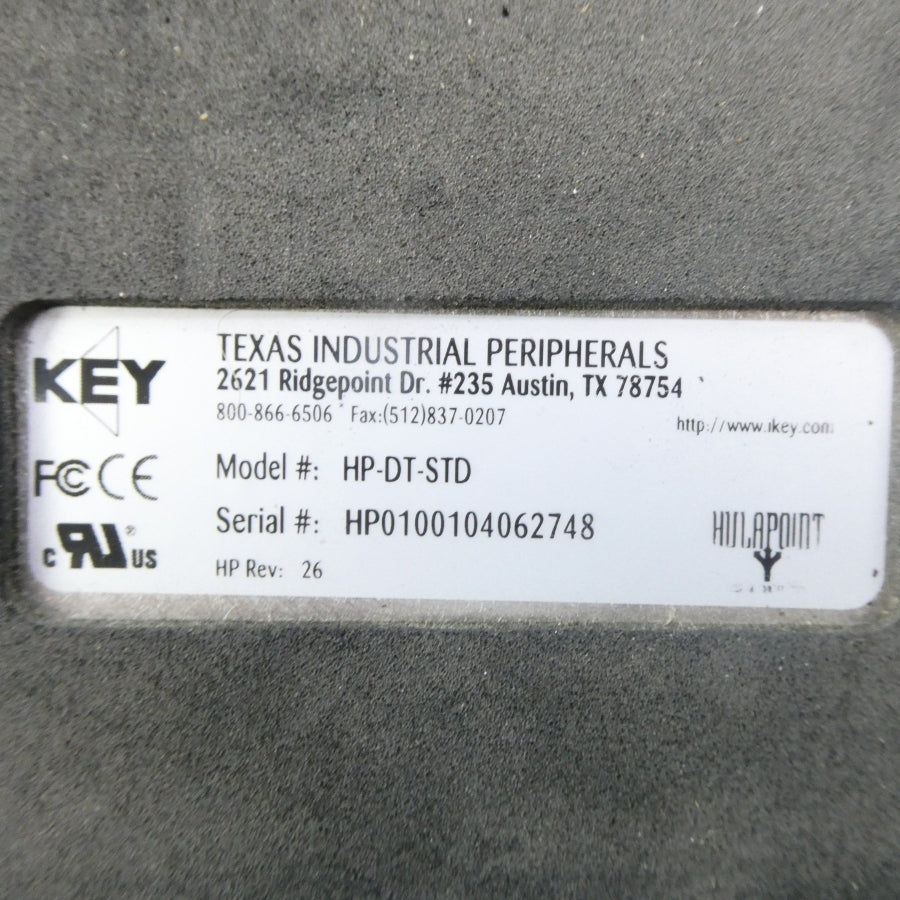 KEY
TEXAS INDUSTRIAL PERIPHERALS
2621 Ridgepoint Dr. #235 Austin, TX 78754
800-866-6506 Fax:(512)837-0207
http://www.ikey.com
FC CE
Model #: HP-DT-STD
Serial #: HP0100104062748
HULAPOINT
c RU ® US
HP Rev: 26